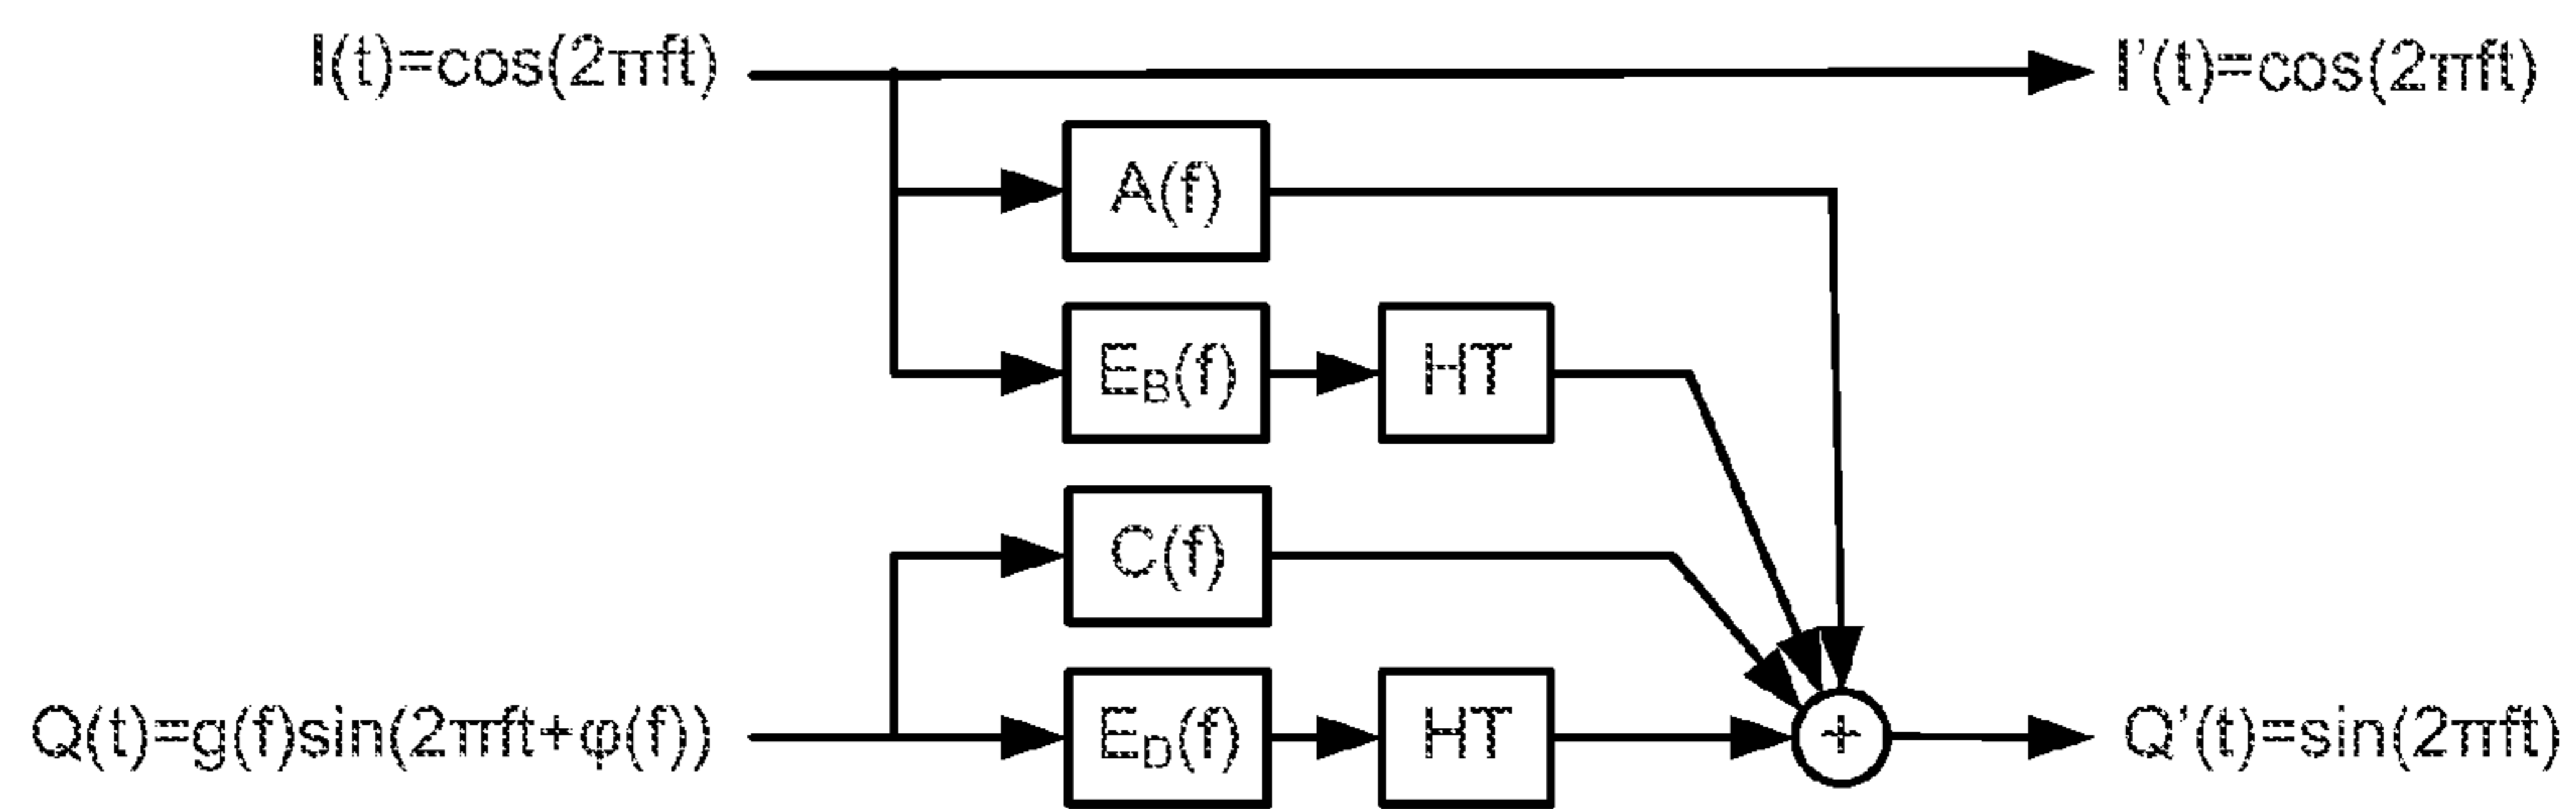 I(t)=cos(2πft)
I'(t)=cos(2πft)
A(f)
E_B(f)
HT
C(f)
Q(t)=g(f)sin(2πft+φ(f))
E_D(f)
HT
+
Q'(t)=sin(2πft)